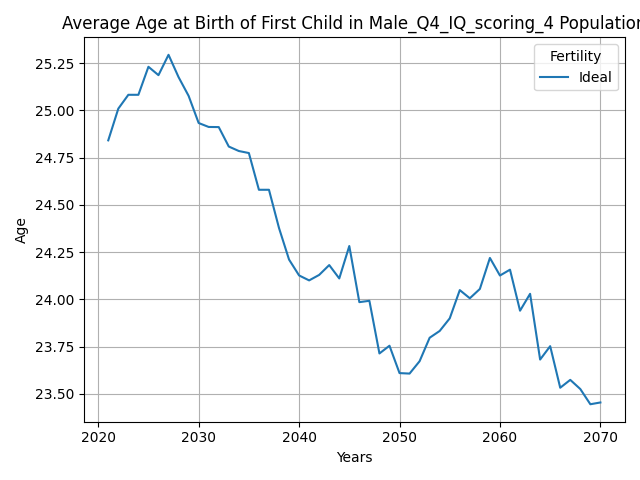 Average Age at Birth of First Child in Male_Q4_IQ_scoring_4 Population
Fertility
Ideal
25.25
25.00
24.75
24.50
24.25
24.00
23.75
23.50
Age
2020 2030 2040 2050 2060 2070
Years